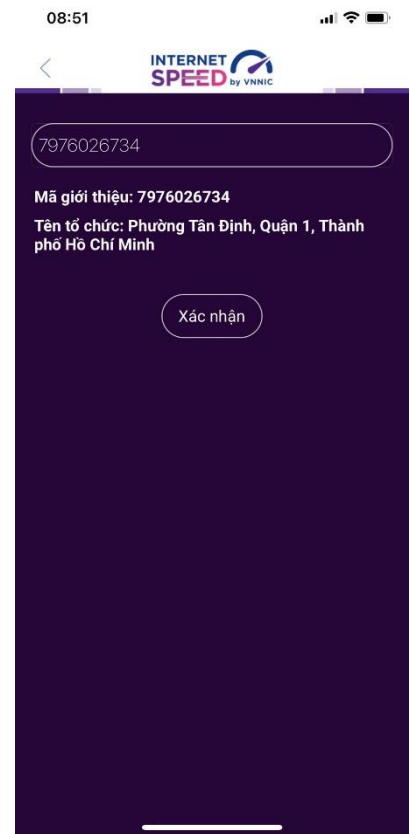 08:51
INTERNET
SPEED by VNNIC
7976026734
Mã giới thiệu: 7976026734
Tên tổ chức: Phường Tân Định, Quận 1, Thành
phố Hồ Chí Minh
Xác nhận